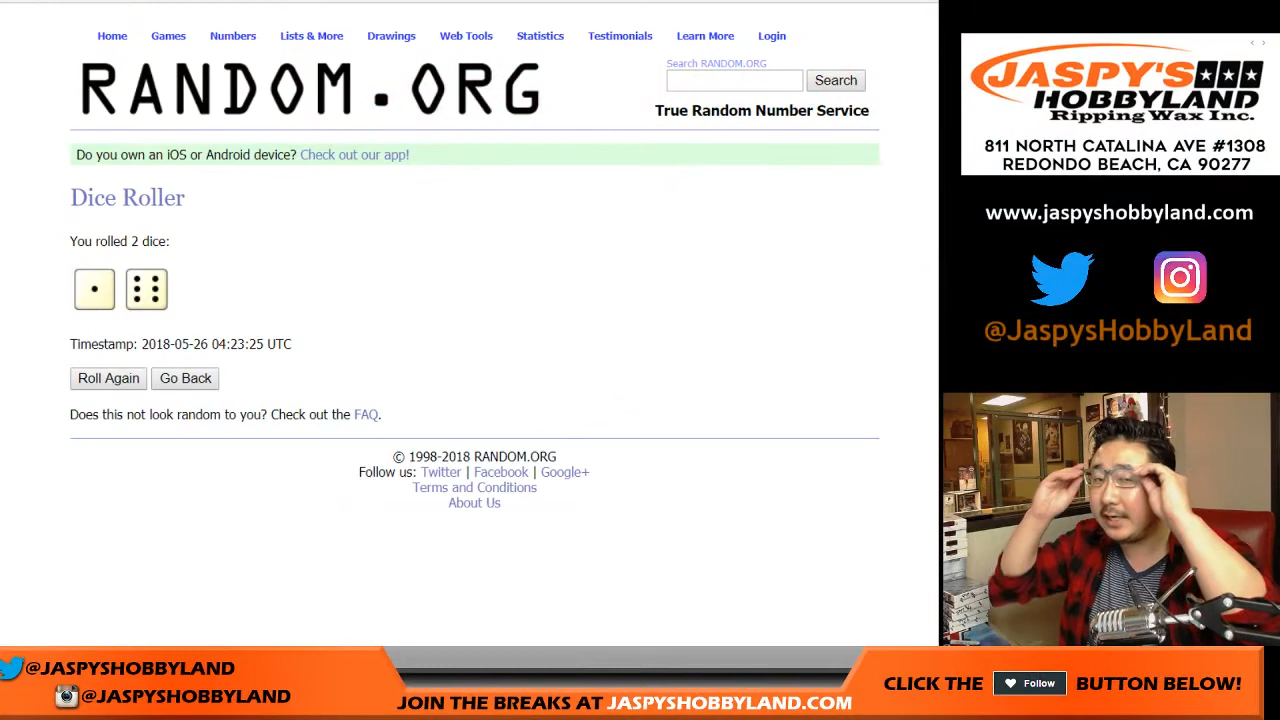 Home Games Numbers Lists & More Drawings Web Tools Statistics Testimonials Learn More Login
RANDOM.ORG
Search RANDOM.ORG
Search
True Random Number Service
Do you own an iOS or Android device? Check out our app!
Dice Roller
You rolled 2 dice:
Timestamp: 2018-05-26 04:23:25 UTC
Roll Again Go Back
Does this not look random to you? Check out the FAQ.
© 1998-2018 RANDOM.ORG
Follow us: Twitter | Facebook | Google+
Terms and Conditions
About Us
JASPY'S
HOBBYLAND
Ripping Wax Inc.
811 NORTH CATALINA AVE #1308
REDONDO BEACH, CA 90277
www.jaspyshobbyland.com
@JaspysHobbyLand
@JASPYSHOBBYLAND
@JASPYSHOBBYLAND
JOIN THE BREAKS AT JASPYSHOBBYLAND.COM
CLICK THE Follow BUTTON BELOW!